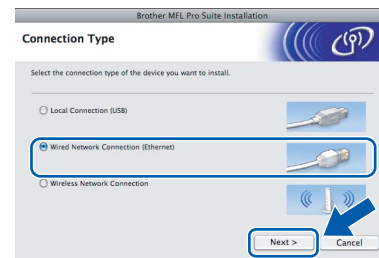 Brother MFL Pro Suite Installation
Connection Type
Select the connection type of the device you want to install.
Local Connection (USB)
Wired Network Connection (Ethernet)
Wireless Network Connection
Next >
Cancel